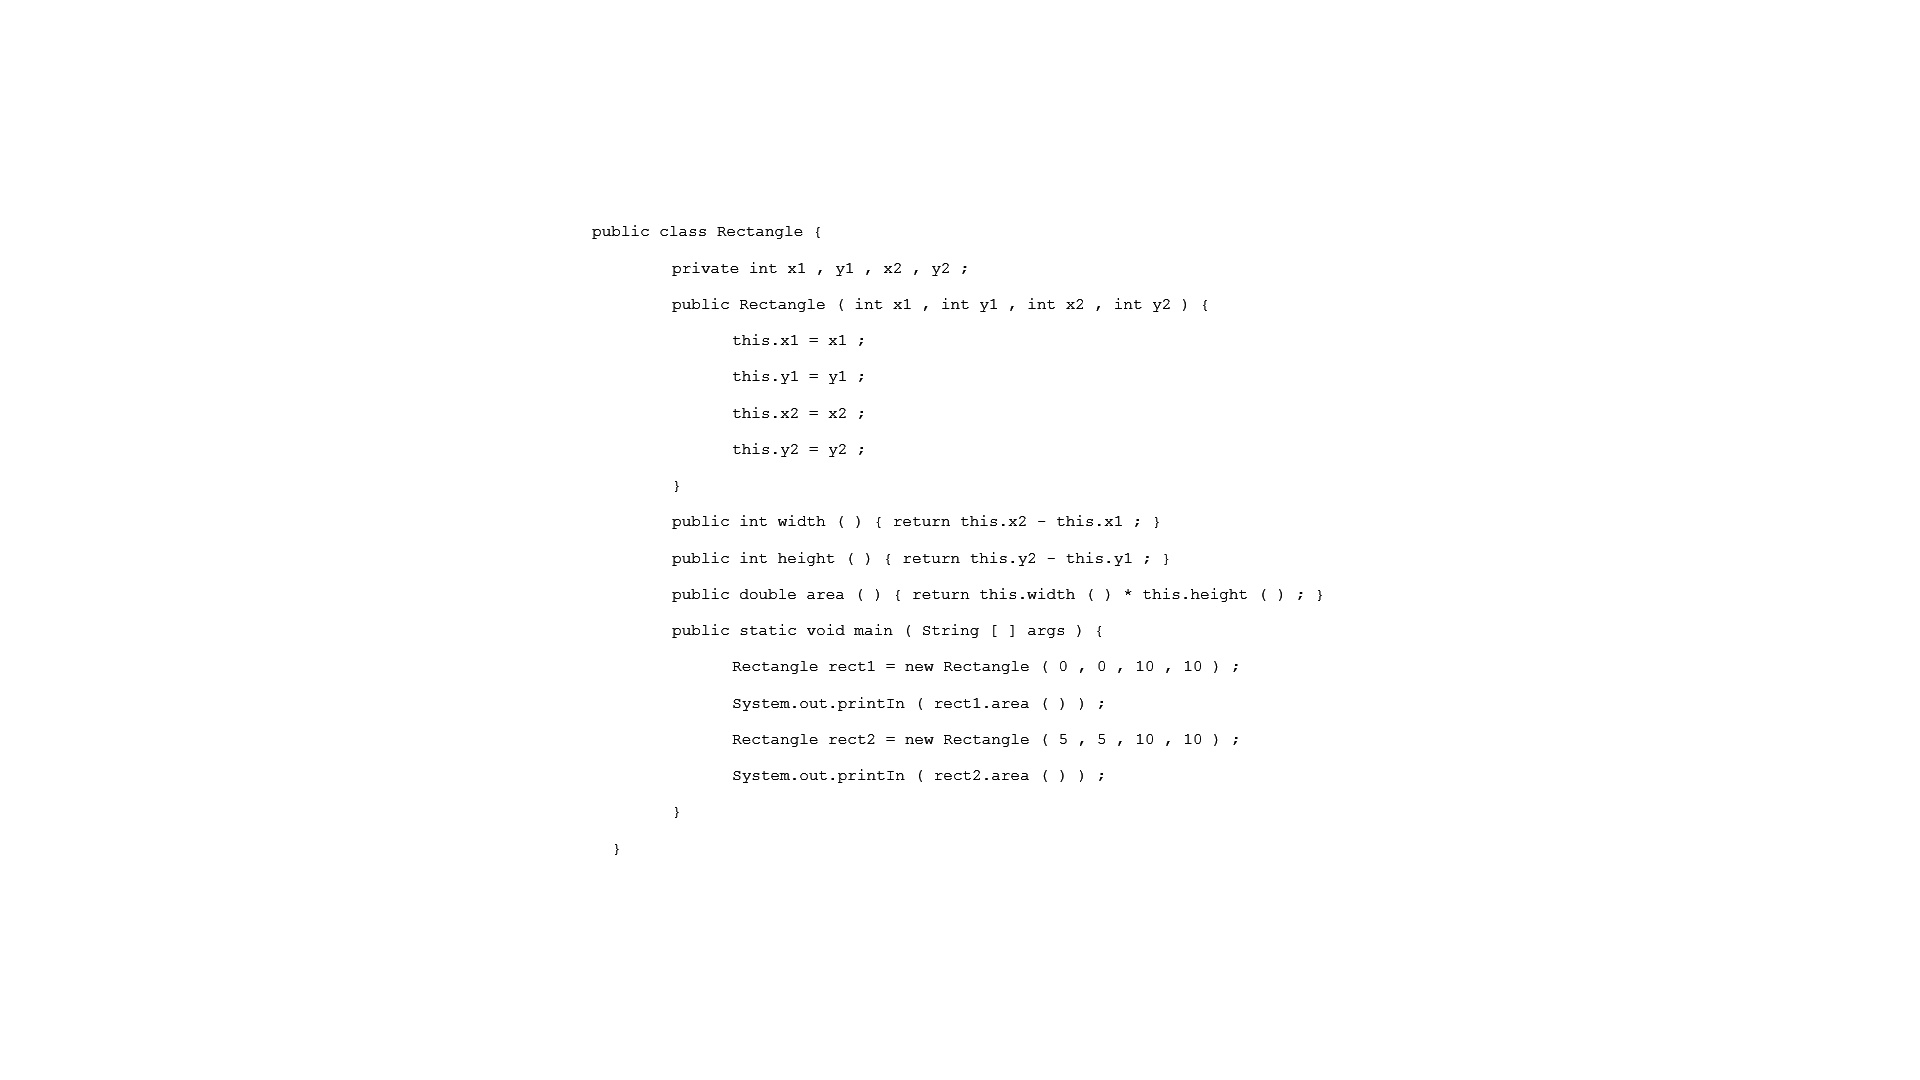 public class Rectangle {
private int x1 , y1 , x2 , y2 ;
public Rectangle ( int x1 , int y1 , int x2 , int y2 ) {
this.x1 = x1 ;
this.y1 = y1 ;
this.x2 = x2 ;
this.y2 = y2 ;
}
public int width ( ) { return this.x2 - this.x1 ; }
public int height ( ) { return this.y2 - this.y1 ; }
public double area ( ) { return this.width ( ) * this.height ( ) ; }
public static void main ( String [ ] args ) {
Rectangle rect1 = new Rectangle ( 0 , 0 , 10 , 10 ) ;
System.out.printIn ( rect1.area ( ) ) ;
Rectangle rect2 = new Rectangle ( 5 , 5 , 10 , 10 ) ;
System.out.printIn ( rect2.area ( ) ) ;
}
}